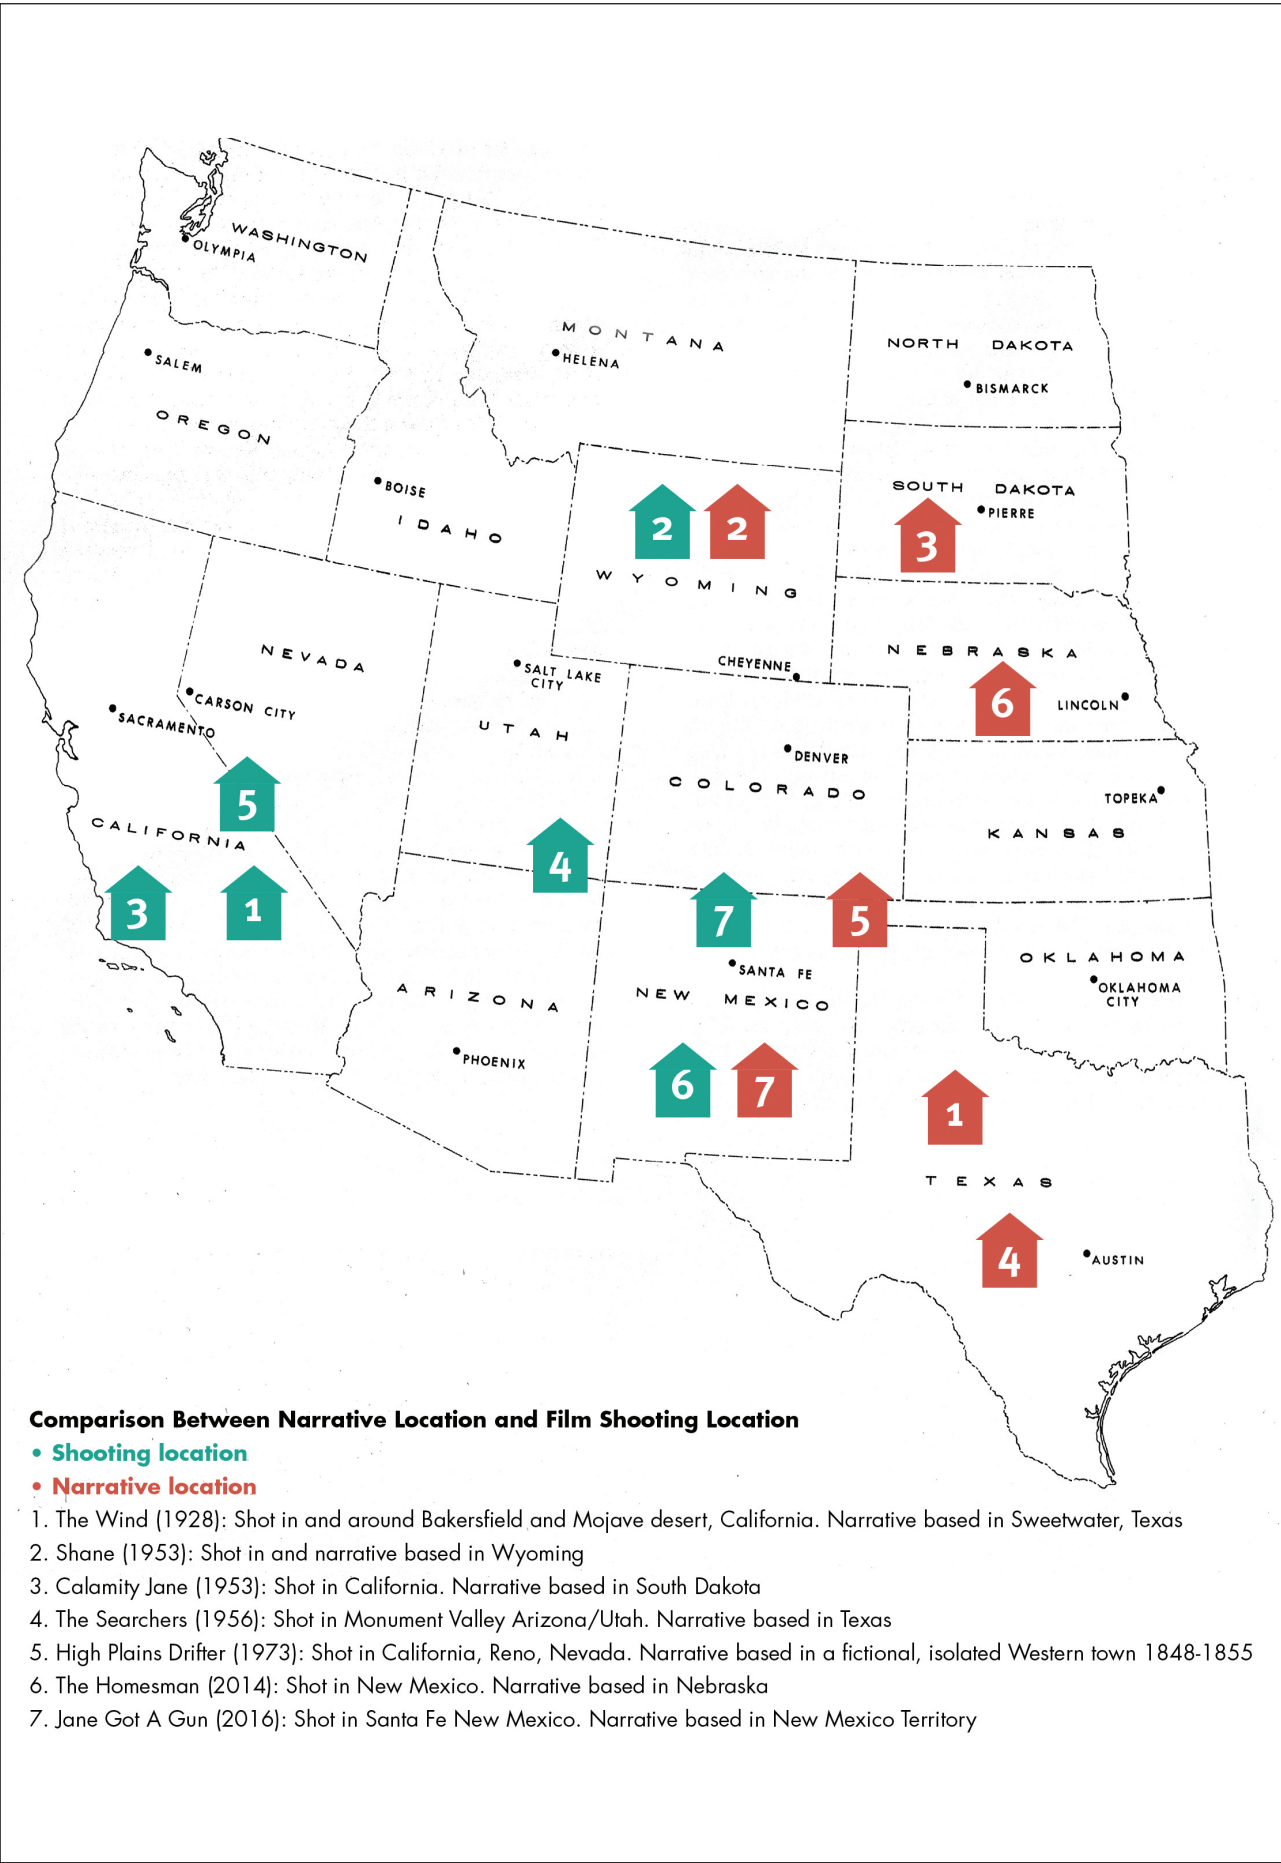 WASHINGTON
OLYMPIA
MONTANA
HELENA
NORTH DAKOTA
BISMARCK
SALEM
OREGON
BOISE
IDAHO
SOUTH DAKOTA
PIERRE
2
2
3
WYOMING
NEVADA
CHEYENNE
NEBRASKA
SALT LAKE
CITY
6
LINCOLN
CARSON CITY
SACRAMENTO
UTAH
DENVER
COLORADO
TOPEKA
5
CALIFORNIA
KANSAS
4
3
1
7
5
SANTA FE
OKLAHOMA
OKLAHOMA
CITY
ARIZONA
NEW MEXICO
PHOENIX
6
7
1
TEXAS
4
AUSTIN
Comparison Between Narrative Location and Film Shooting Location
• Shooting location
• Narrative location
1. The Wind (1928): Shot in and around Bakersfield and Mojave desert, California. Narrative based in Sweetwater, Texas
2. Shane (1953): Shot in and narrative based in Wyoming
3. Calamity Jane (1953): Shot in California. Narrative based in South Dakota
4. The Searchers (1956): Shot in Monument Valley Arizona/Utah. Narrative based in Texas
5. High Plains Drifter (1973): Shot in California, Reno, Nevada. Narrative based in a fictional, isolated Western town 1848-1855
6. The Homesman (2014): Shot in New Mexico. Narrative based in Nebraska
7. Jane Got A Gun (2016): Shot in Santa Fe New Mexico. Narrative based in New Mexico Territory